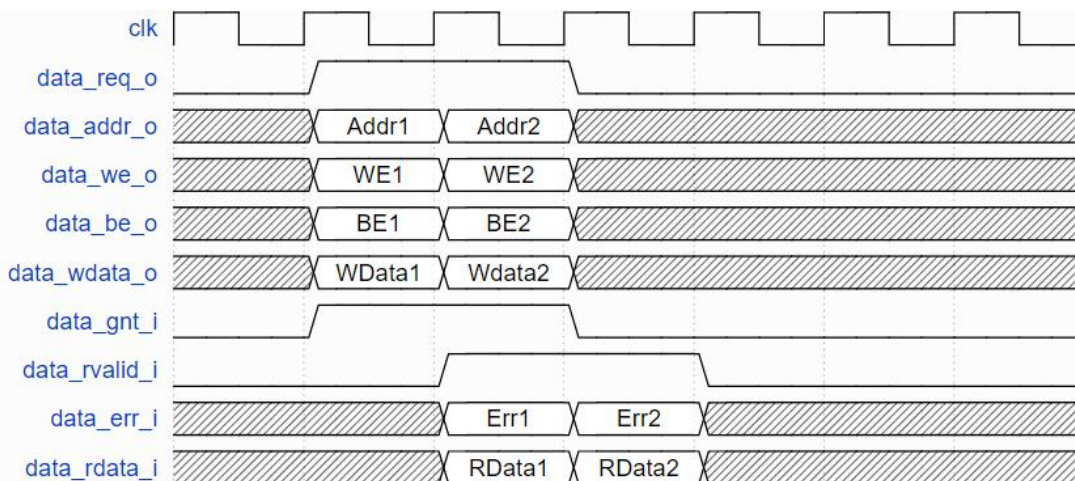 clk
data_req_o
data_addr_o Addr1 Addr2
data_we_o WE1 WE2
data_be_o BE1 BE2
data_wdata_o WData1 Wdata2
data_gnt_i
data_rvalid_i
data_err_i Err1 Err2
data_rdata_i RData1 RData2